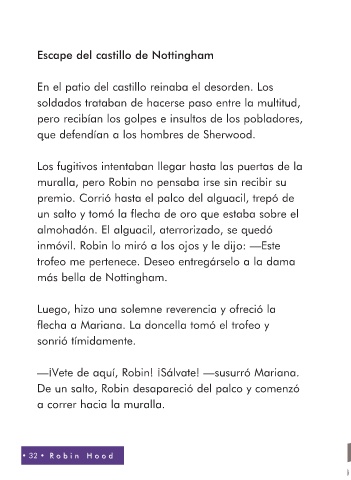 Escape del castillo de Nottingham
En el patio del castillo reinaba el desorden. Los
soldados trataban de hacerse paso entre la multitud,
pero recibían los golpes e insultos de los pobladores,
que defendían a los hombres de Sherwood.
Los fugitivos intentaban llegar hasta las puertas de la
muralla, pero Robin no pensaba irse sin recibir su
premio. Corrió hasta el palco del alguacil, trepó de
un salto y tomó la flecha de oro que estaba sobre el
almohadón. El alguacil, aterrorizado, se quedó
inmóvil. Robin lo miró a los ojos y le dijo: —Este
trofeo me pertenece. Deseo entregárselo a la dama
más bella de Nottingham.
Luego, hizo una solemne reverencia y ofreció la
flecha a Mariana. La doncella tomó el trofeo y
sonrió tímidamente.
—¡Vete de aquí, Robin! ¡Sálvate! —susurró Mariana.
De un salto, Robin desapareció del palco y comenzó
a correr hacia la muralla.
• 32 • Robin Hood